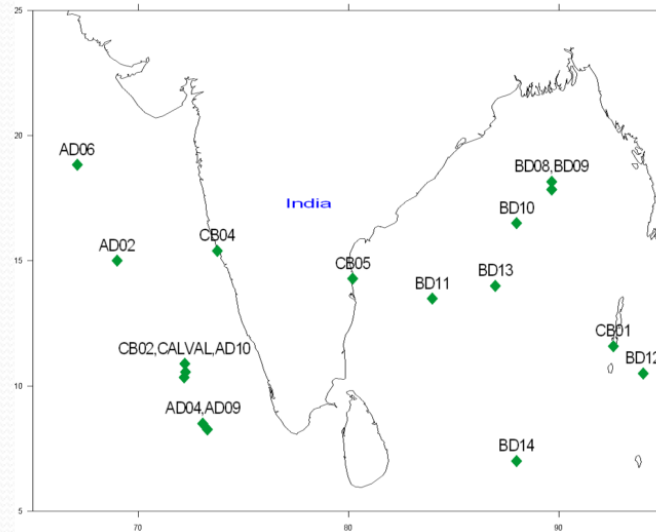 25
20
15
10
5
70
80
90
AD06
BD08,BD09
BD10
India
CB04
AD02
CB05
BD13
BD11
CB01
CB02,CALVAL,AD10
BD12
AD04,AD09
BD14